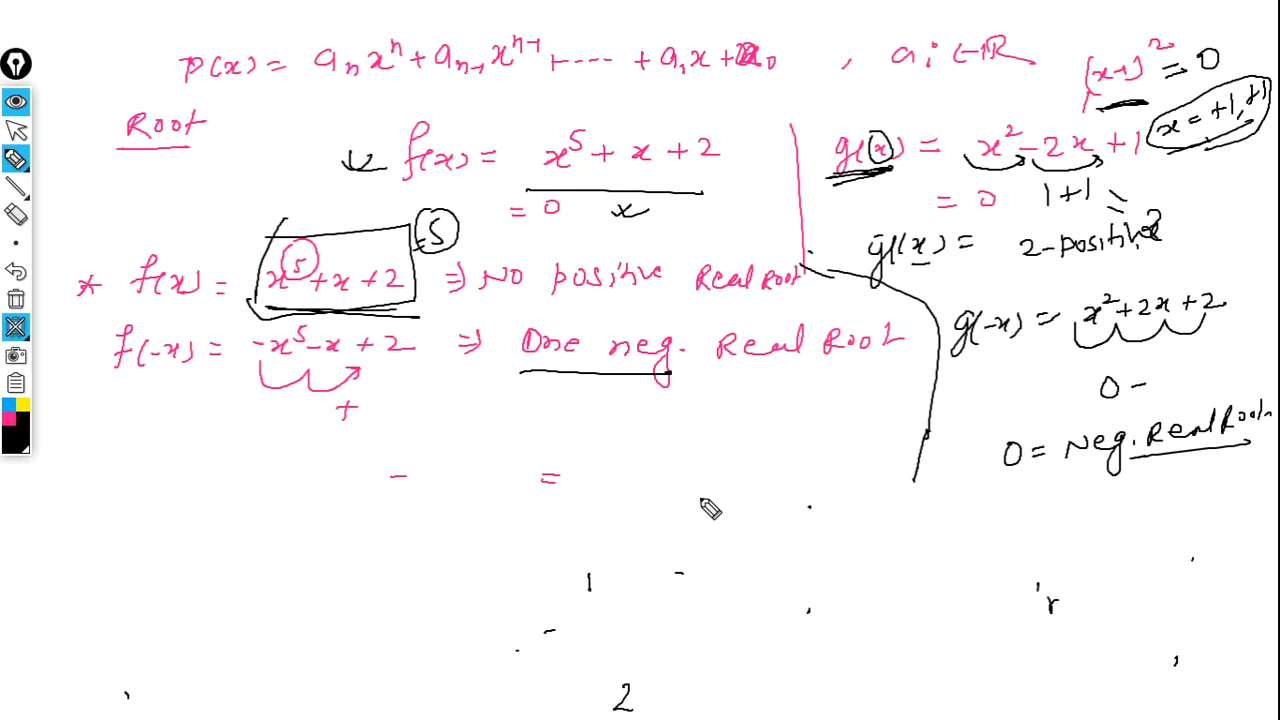 p(x) = aₙxⁿ + aₙ₋₁xⁿ⁻¹ + ---- + a₁x + a₀ , aᵢ ∈ ℝ
(x-1)² = 0
x = +1, +1
Root
f(x) = x⁵ + x + 2
= 0
g(x) = x² - 2x + 1
= 0 1+1 =
g(x) = 2-positive
5
* f(x) = x⁵ + x + 2 ⇒ No positive Real Root
g(-x) = x² + 2x + 2
f(-x) = -x⁵ - x + 2 ⇒ One neg. Real Root
+
0 -
0 = Neg. Real Root
- =
2